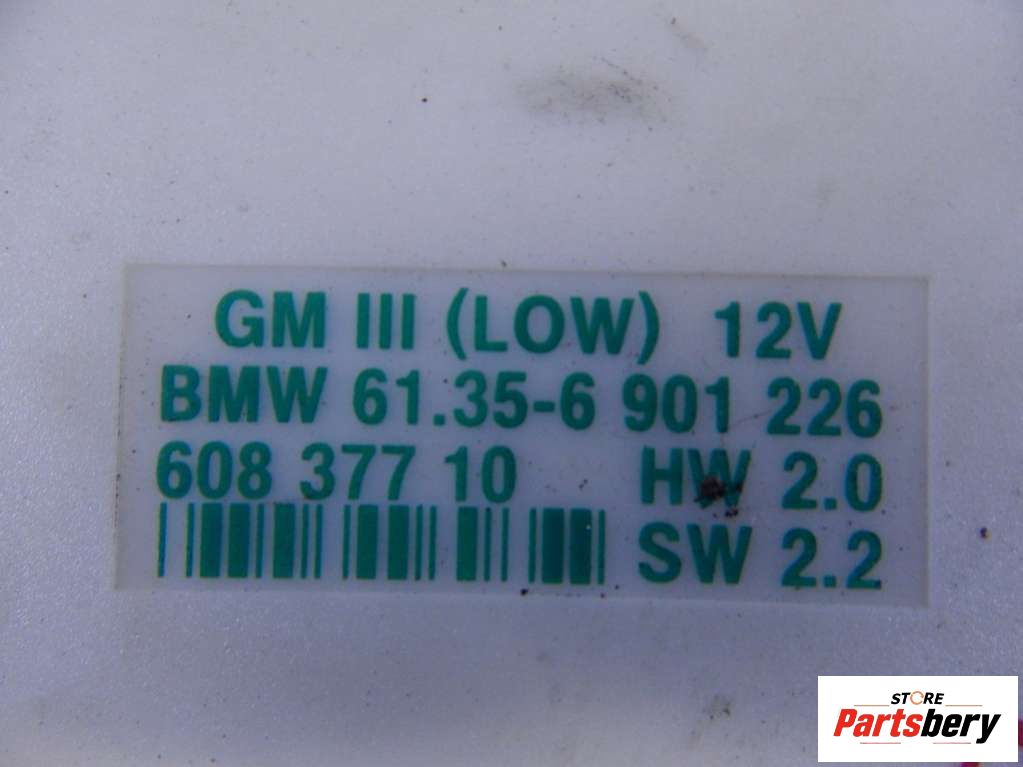 GM III (LOW) 12V
BMW 61.35-6 901 226
608 377 10 HW 2.0
SW 2.2
STORE
Partsbery